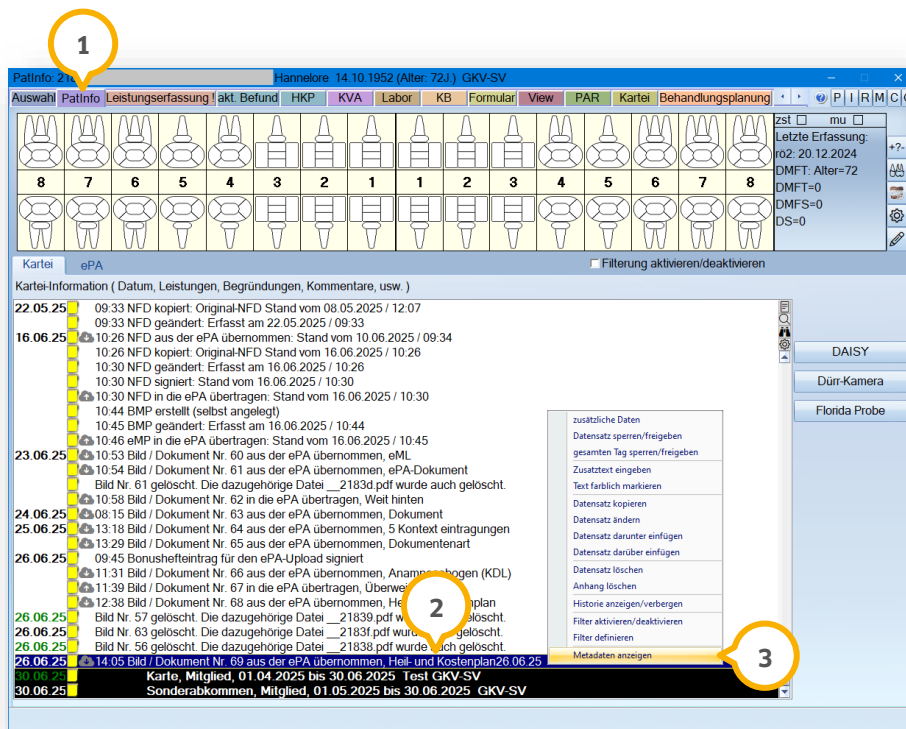 1
PatInfo: 21 Hannelore 14.10.1952 (Alter: 72J.) GKV-SV
Auswahl PatInfo Leistungserfassung ! akt. Befund HKP KVA Labor KB Formular View PAR Kartei Behandlungsplanung P I R M C
zst mu
Letzte Erfassung:
rö2: 20.12.2024
DMFT: Alter=72
DMFT=0
DMFS=0
DS=0
+?-
8 7 6 5 4 3 2 1 1 2 3 4 5 6 7 8
Kartei ePA Filterung aktivieren/deaktivieren
Kartei-Information ( Datum, Leistungen, Begründungen, Kommentare, usw. )
22.05.25 09:33 NFD kopiert: Original-NFD Stand vom 08.05.2025 / 12:07
09:33 NFD geändert: Erfasst am 22.05.2025 / 09:33
16.06.25 10:26 NFD aus der ePA übernommen: Stand vom 10.06.2025 / 09:34
10:26 NFD kopiert: Original-NFD Stand vom 16.06.2025 / 10:26
10:30 NFD geändert: Erfasst am 16.06.2025 / 10:26
10:30 NFD signiert: Stand vom 16.06.2025 / 10:30
10:30 NFD in die ePA übertragen: Stand vom 16.06.2025 / 10:30
10:44 BMP erstellt (selbst angelegt)
10:45 BMP geändert: Erfasst am 16.06.2025 / 10:44
10:46 eMP in die ePA übertragen: Stand vom 16.06.2025 / 10:45
23.06.25 10:53 Bild / Dokument Nr. 60 aus der ePA übernommen, eML
10:54 Bild / Dokument Nr. 61 aus der ePA übernommen, ePA-Dokument
Bild Nr. 61 gelöscht. Die dazugehörige Datei __2183d.pdf wurde auch gelöscht.
10:58 Bild / Dokument Nr. 62 in die ePA übertragen, Weit hinten
24.06.25 08:15 Bild / Dokument Nr. 63 aus der ePA übernommen, Dokument
25.06.25 13:18 Bild / Dokument Nr. 64 aus der ePA übernommen, 5 Kontext eintragungen
13:29 Bild / Dokument Nr. 65 aus der ePA übernommen, Dokumentenart
26.06.25 09:45 Bonushefteintrag für den ePA-Upload signiert
11:31 Bild / Dokument Nr. 66 aus der ePA übernommen, Anamnesebogen (KDL)
11:39 Bild / Dokument Nr. 67 in die ePA übertragen, Überwei
12:38 Bild / Dokument Nr. 68 aus der ePA übernommen, He plan
26.06.25 Bild Nr. 57 gelöscht. Die dazugehörige Datei __21839.pdf w löscht.
26.06.25 Bild Nr. 63 gelöscht. Die dazugehörige Datei __2183f.pdf wurde auch gelöscht.
26.06.25 Bild Nr. 56 gelöscht. Die dazugehörige Datei __21838.pdf wurde auch gelöscht.
26.06.25 14:05 Bild / Dokument Nr. 69 aus der ePA übernommen, Heil- und Kostenplan26.06.25
30.06.25 Karte, Mitglied, 01.04.2025 bis 30.06.2025 Test GKV-SV
30.06.25 Sonderabkommen, Mitglied, 01.05.2025 bis 30.06.2025 GKV-SV
2
zusätzliche Daten
Datensatz sperren/freigeben
gesamten Tag sperren/freigeben
Zusatztext eingeben
Text farblich markieren
Datensatz kopieren
Datensatz ändern
Datensatz darunter einfügen
Datensatz darüber einfügen
Datensatz löschen
Anhang löschen
Historie anzeigen/verbergen
Filter aktivieren/deaktivieren
Filter definieren
Metadaten anzeigen
3
DAISY
Dürr-Kamera
Florida Probe